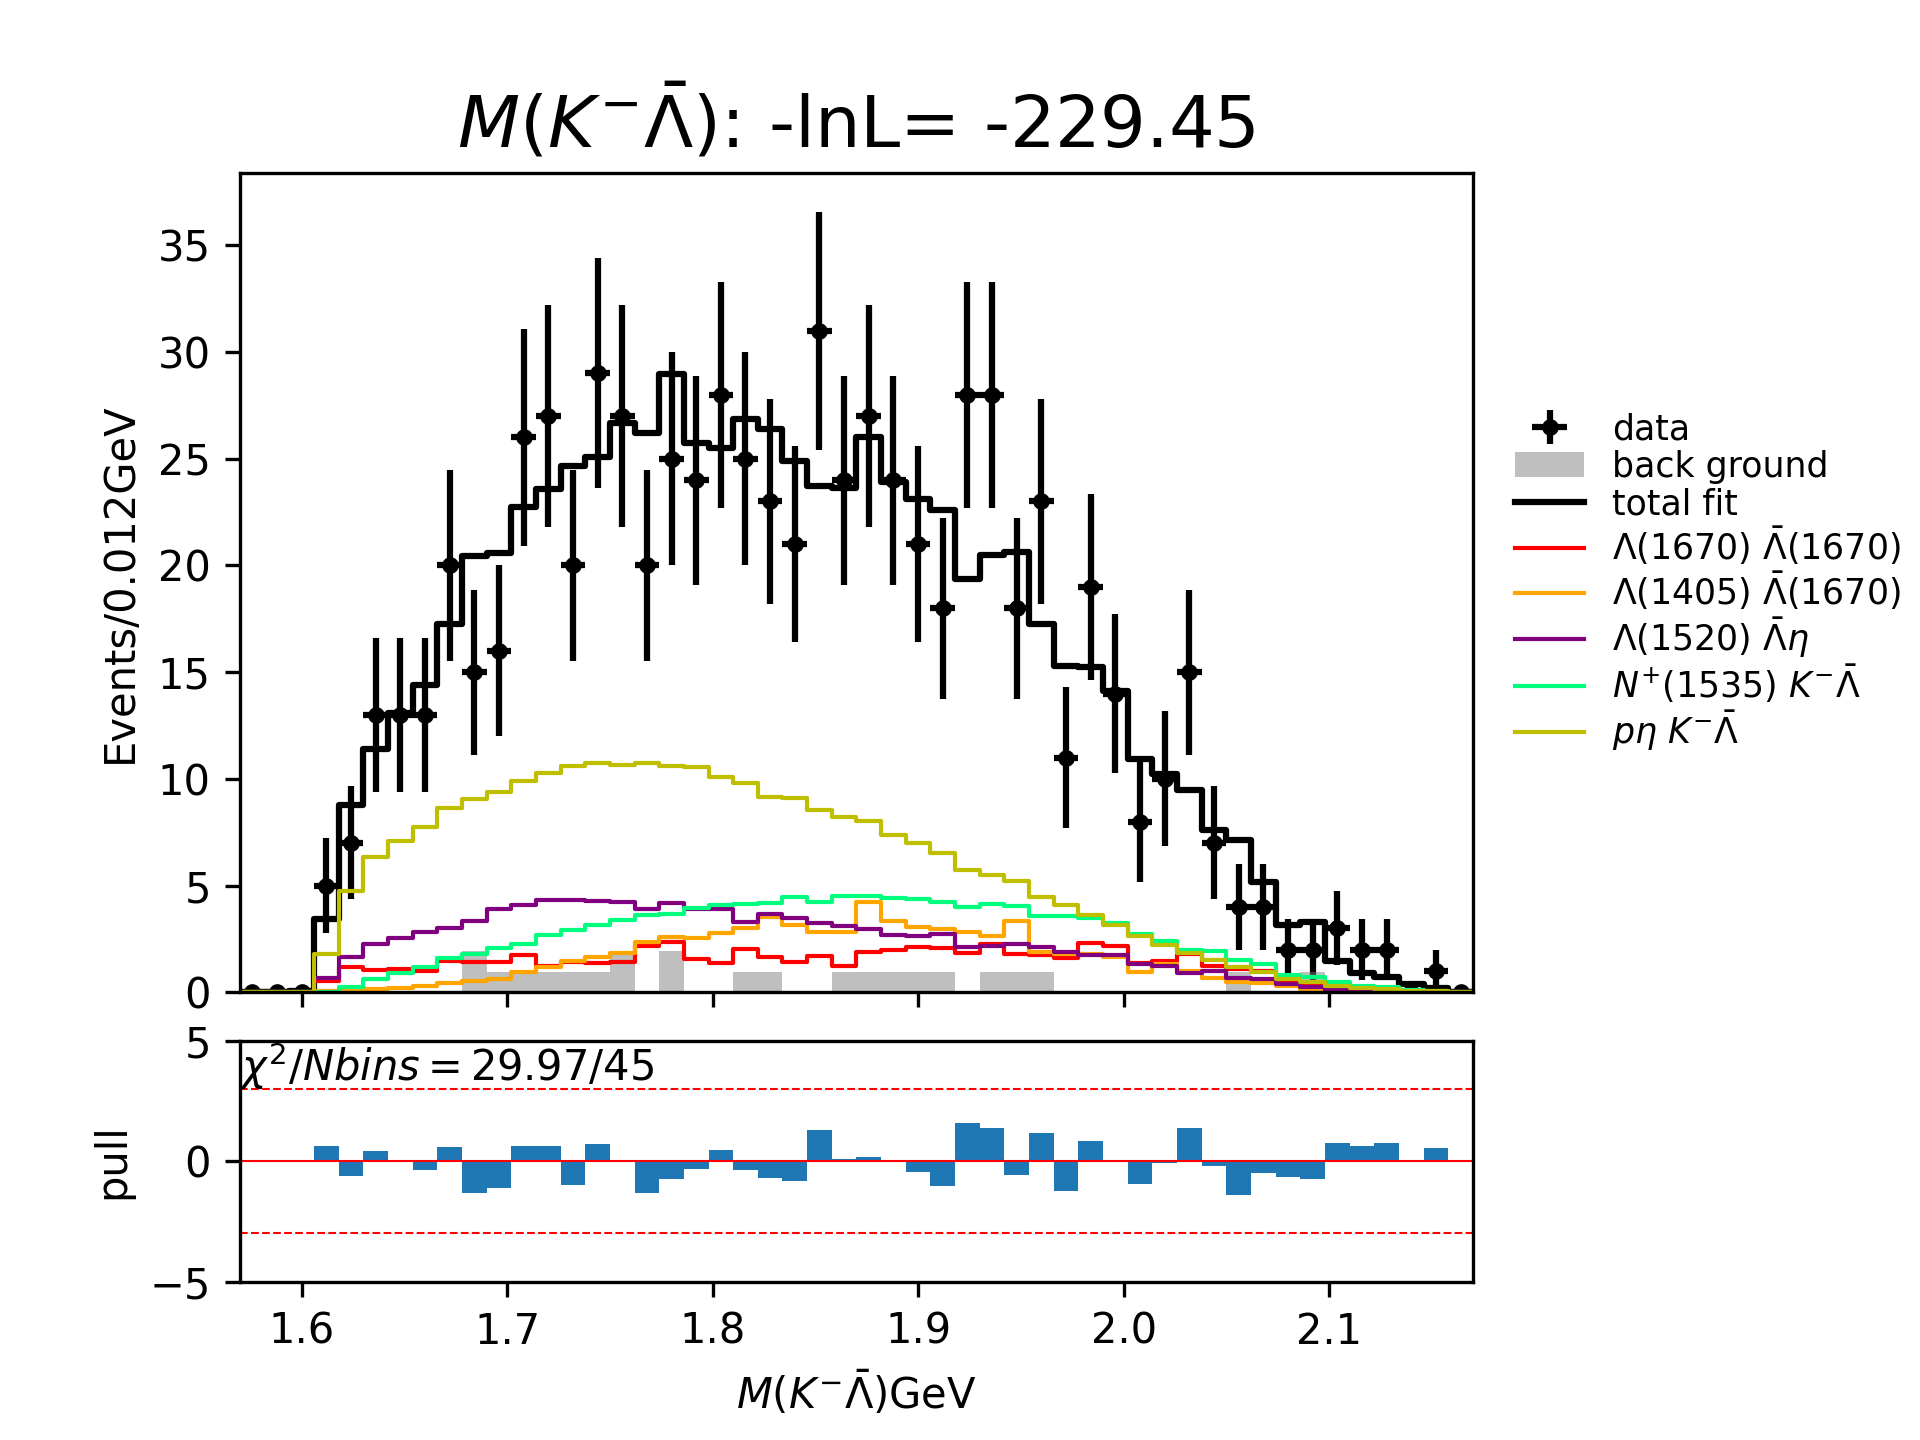 M(K⁻Λ̄): -lnL= -229.45
Events/0.012GeV
35
30
25
20
15
10
5
0
data
back ground
total fit
Λ(1670) Λ̄(1670)
Λ(1405) Λ̄(1670)
Λ(1520) Λ̄η
N⁺(1535) K⁻Λ̄
pη K⁻Λ̄
χ²/Nbins = 29.97/45
pull
5
0
−5
1.6 1.7 1.8 1.9 2.0 2.1
M(K⁻Λ̄)GeV